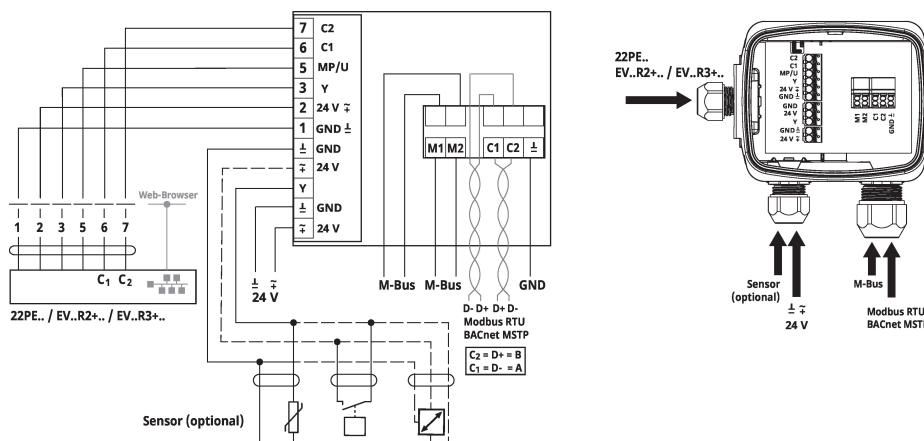 7 C2
6 C1
5 MP/U
3 Y
2 24 V ⏦
1 GND ⏊
⏊ GND
⏦ 24 V
Y
⏊ GND
⏦ 24 V
M1 M2 C1 C2 ⏊
Web-Browser
1 2 3 5 6 7
C1 C2
22PE.. / EV..R2+.. / EV..R3+..
⏊ ⏦
24 V
M-Bus M-Bus GND
D- D+ D+ D-
Modbus RTU
BACnet MSTP
C2 = D+ = B
C1 = D- = A
Sensor (optional)
22PE..
EV..R2+.. / EV..R3+..
C2
C1
MP/U
Y
24 V ⏦
GND ⏊
GND
24 V
Y
GND ⏊
24 V ⏦
M1
M2
C1
C2
GND ⏊
Sensor
(optional)
⏊ ⏦
24 V
M-Bus
Modbus RTU
BACnet MST